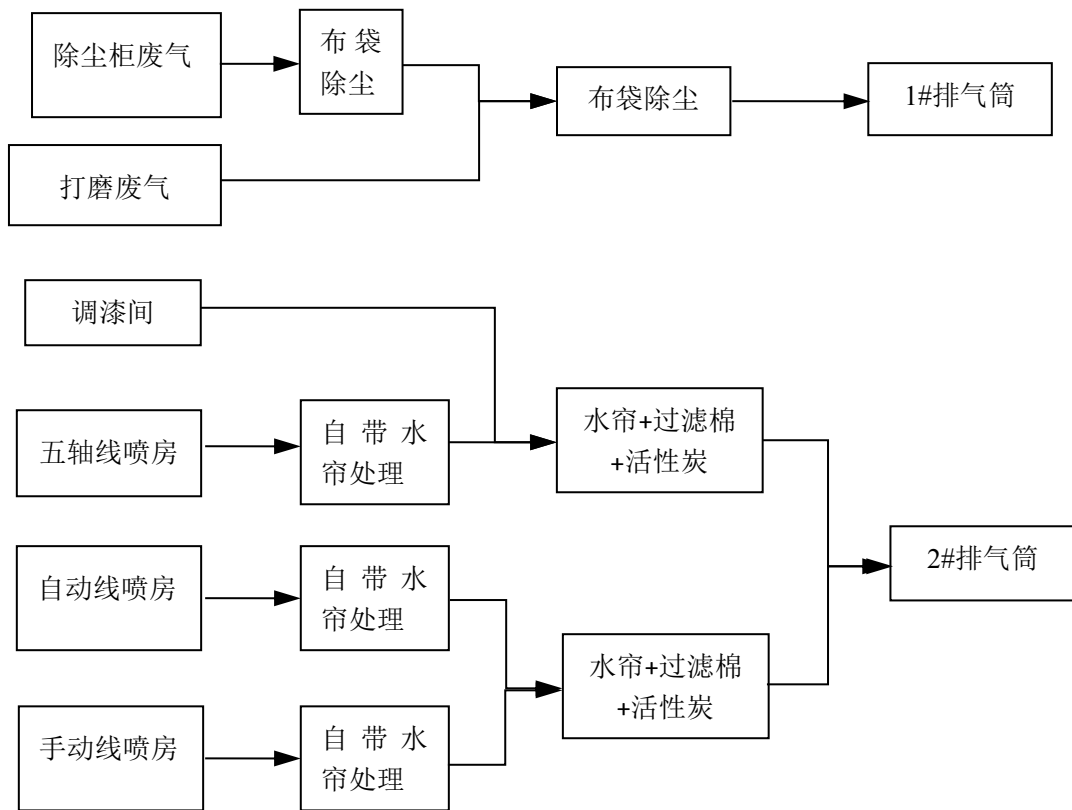 除尘柜废气
布袋
除尘
布袋除尘
1#排气筒
打磨废气
调漆间
五轴线喷房
自带水
帘处理
水帘+过滤棉
+活性炭
自动线喷房
自带水
帘处理
2#排气筒
水帘+过滤棉
+活性炭
手动线喷房
自带水
帘处理